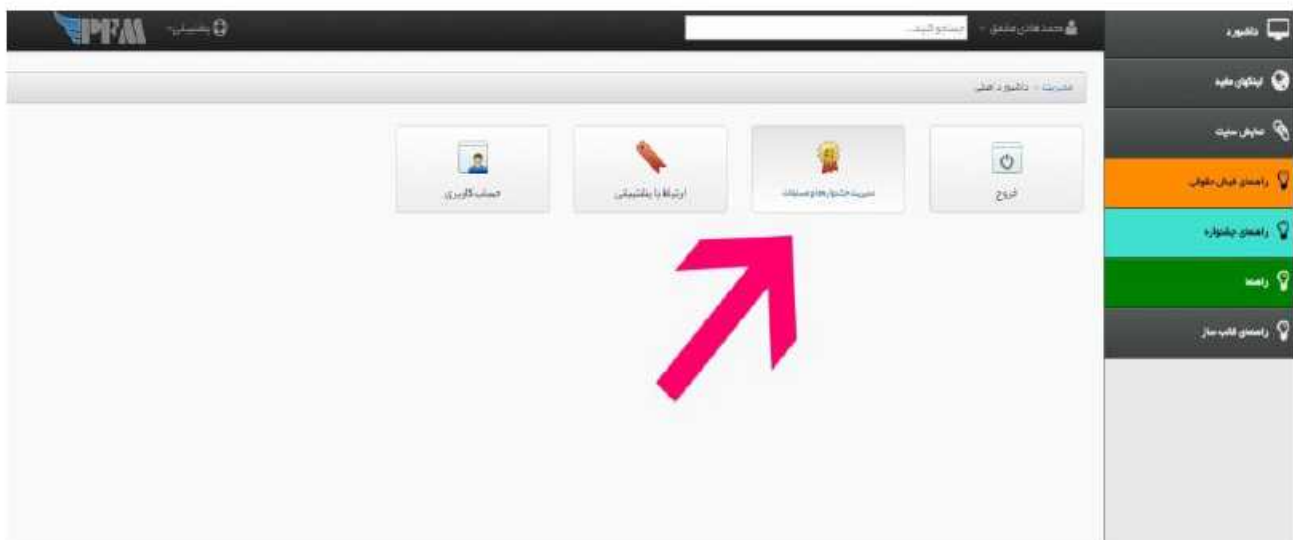 داشبورد
لینکهای مفید
نمایش سایت
راهنمای فیش حقوقی
راهنمای جشنواره
راهنما
راهنمای قالب ساز
محمد هادی
جستجو کنید...
پشتیبانی
PFM
مدیریت › داشبورد اصلی
خروج
مدیریت جشنواره ها و مسابقات
ارتباط با پشتیبانی
حساب کاربری